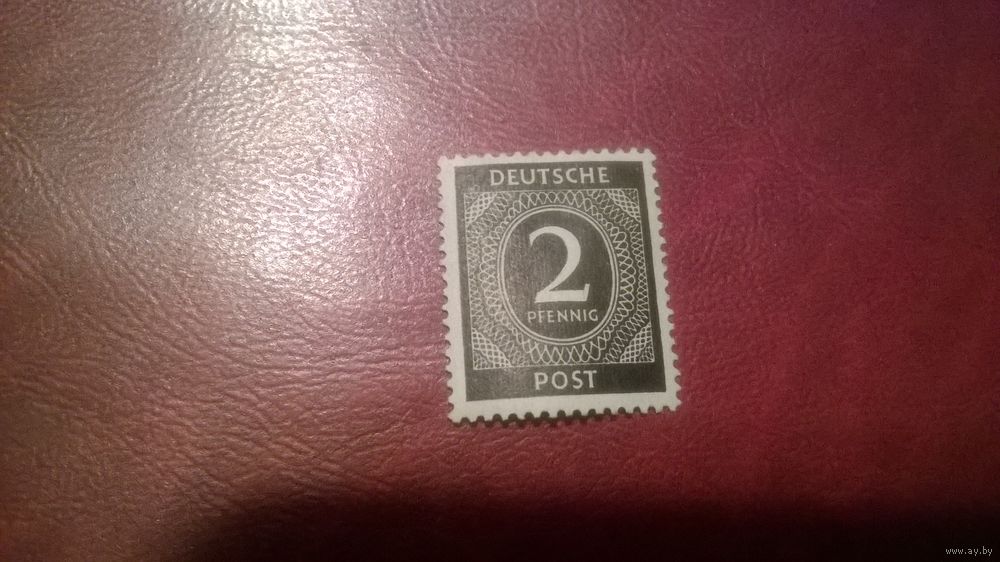 DEUTSCHE
2
PFENNIG
POST
www.ay.by